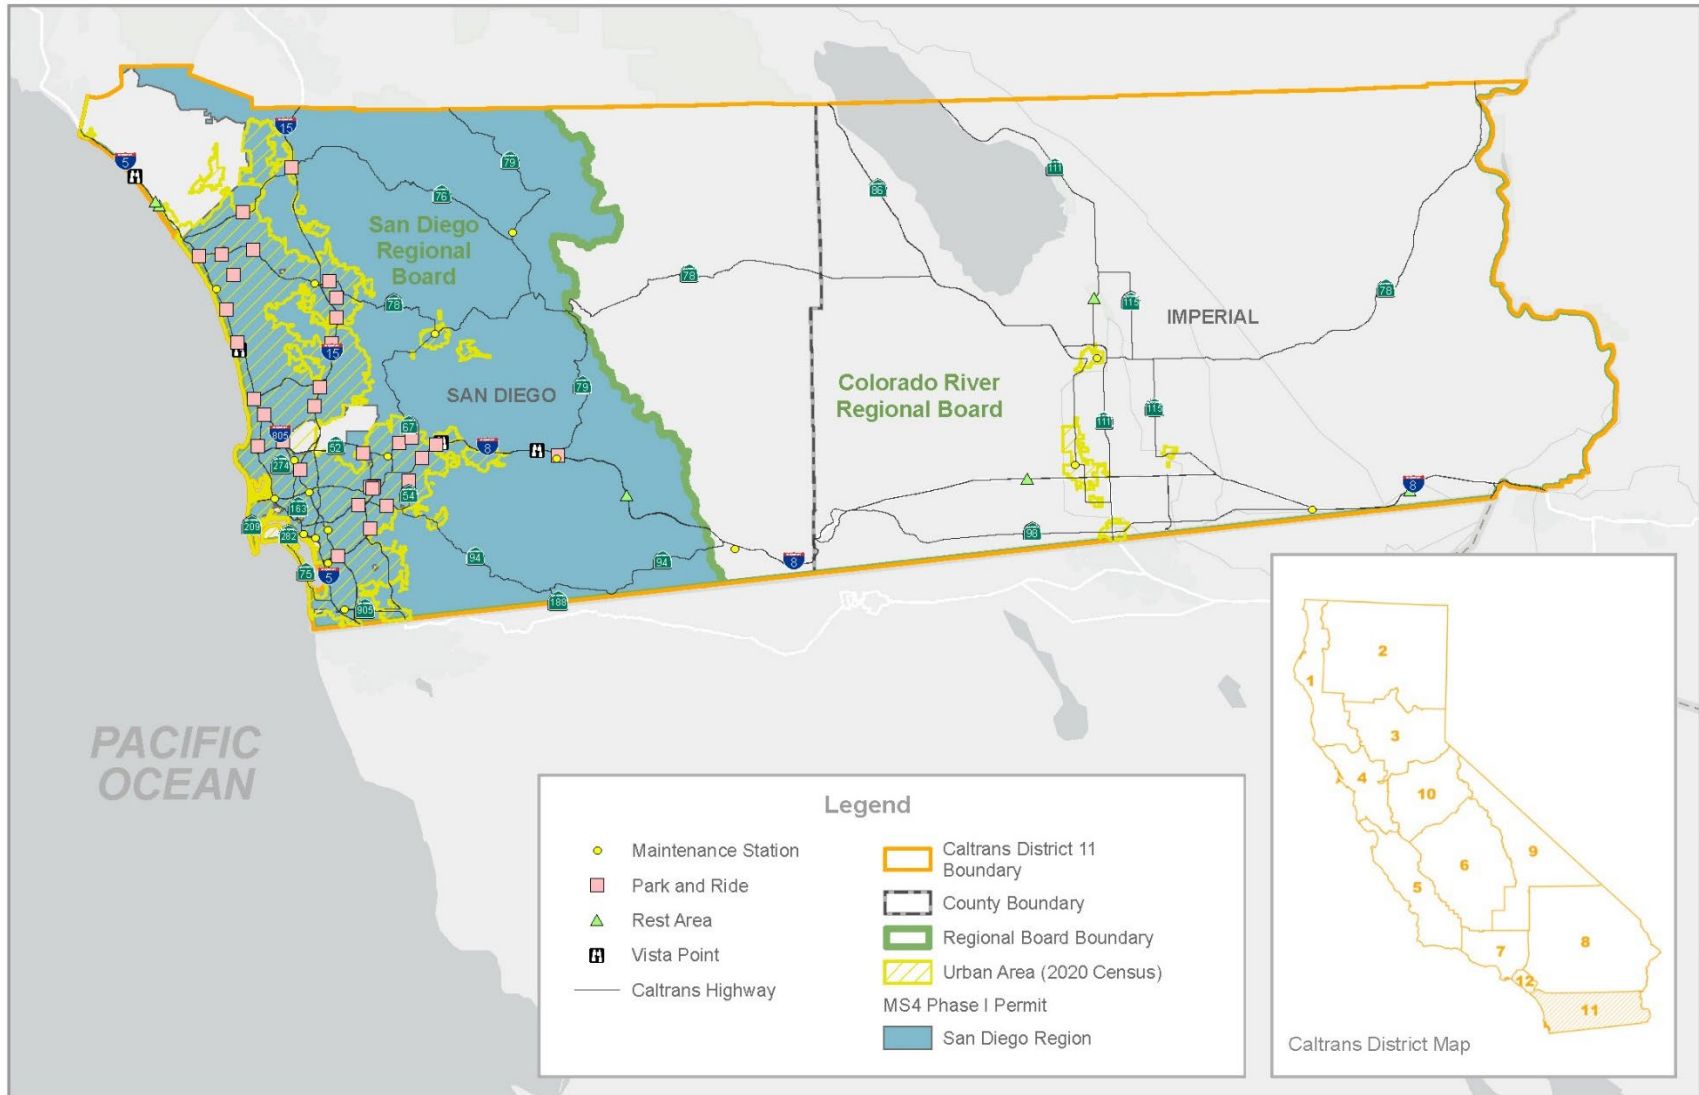 15
5
79
76
San Diego
Regional
Board
111
86
78
78
115
78
IMPERIAL
15
79
SAN DIEGO
Colorado River
Regional Board
67
805
52
8
115
111
274
54
8
163
209
282
98
94
94
8
75
5
905
188
PACIFIC
OCEAN
Legend
Maintenance Station
Park and Ride
Rest Area
Vista Point
Caltrans Highway
Caltrans District 11
Boundary
County Boundary
Regional Board Boundary
Urban Area (2020 Census)
MS4 Phase I Permit
San Diego Region
2
1
3
4
10
9
6
5
7
8
12
11
Caltrans District Map